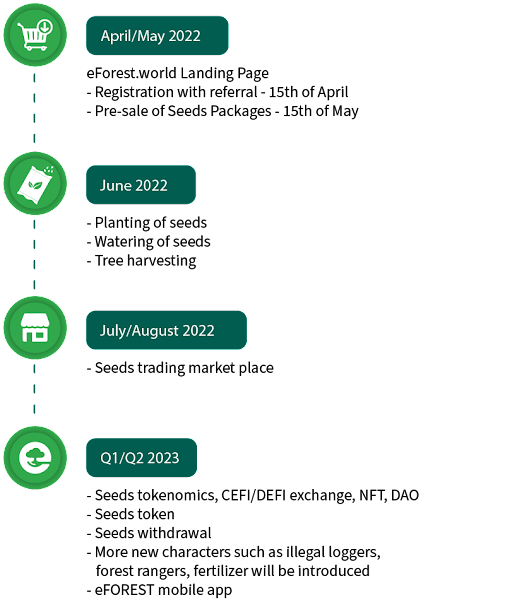 April/May 2022
eForest.world Landing Page
- Registration with referral - 15th of April
- Pre-sale of Seeds Packages - 15th of May
June 2022
- Planting of seeds
- Watering of seeds
- Tree harvesting
July/August 2022
- Seeds trading market place
Q1/Q2 2023
- Seeds tokenomics, CEFI/DEFI exchange, NFT, DAO
- Seeds token
- Seeds withdrawal
- More new characters such as illegal loggers,
forest rangers, fertilizer will be introduced
- eFOREST mobile app